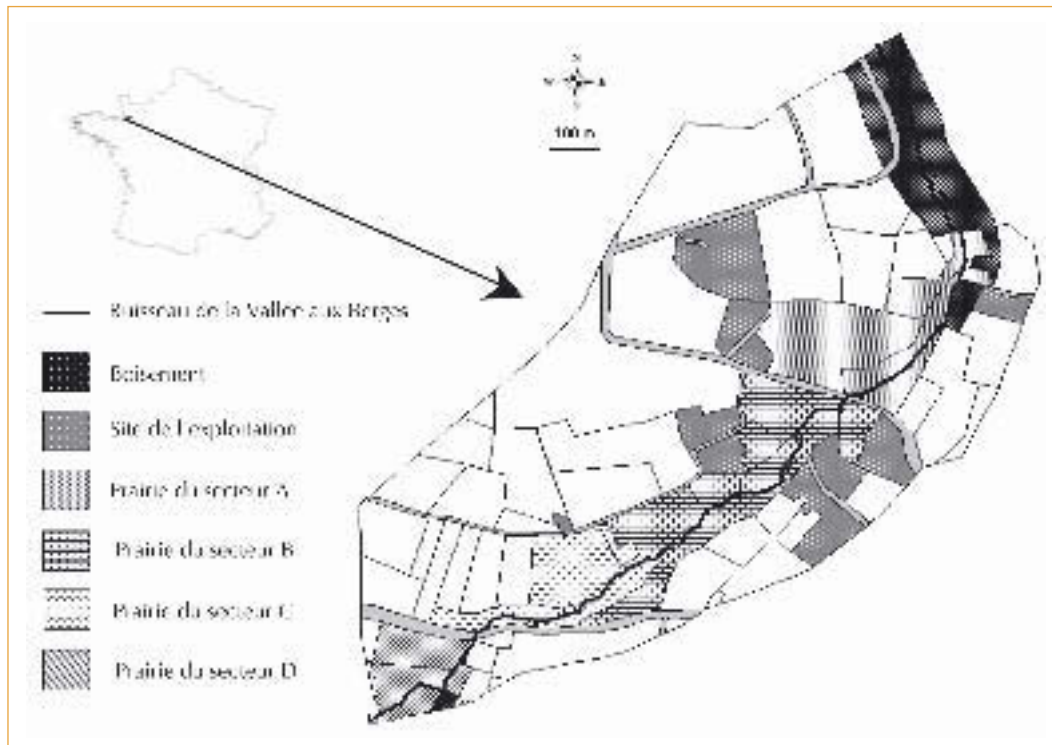 N
W E
S
100 m
Ruisseau de la Vallée aux Berges
Boisement
Site de l'exploitation
Prairie du secteur A
Prairie du secteur B
Prairie du secteur C
Prairie du secteur D